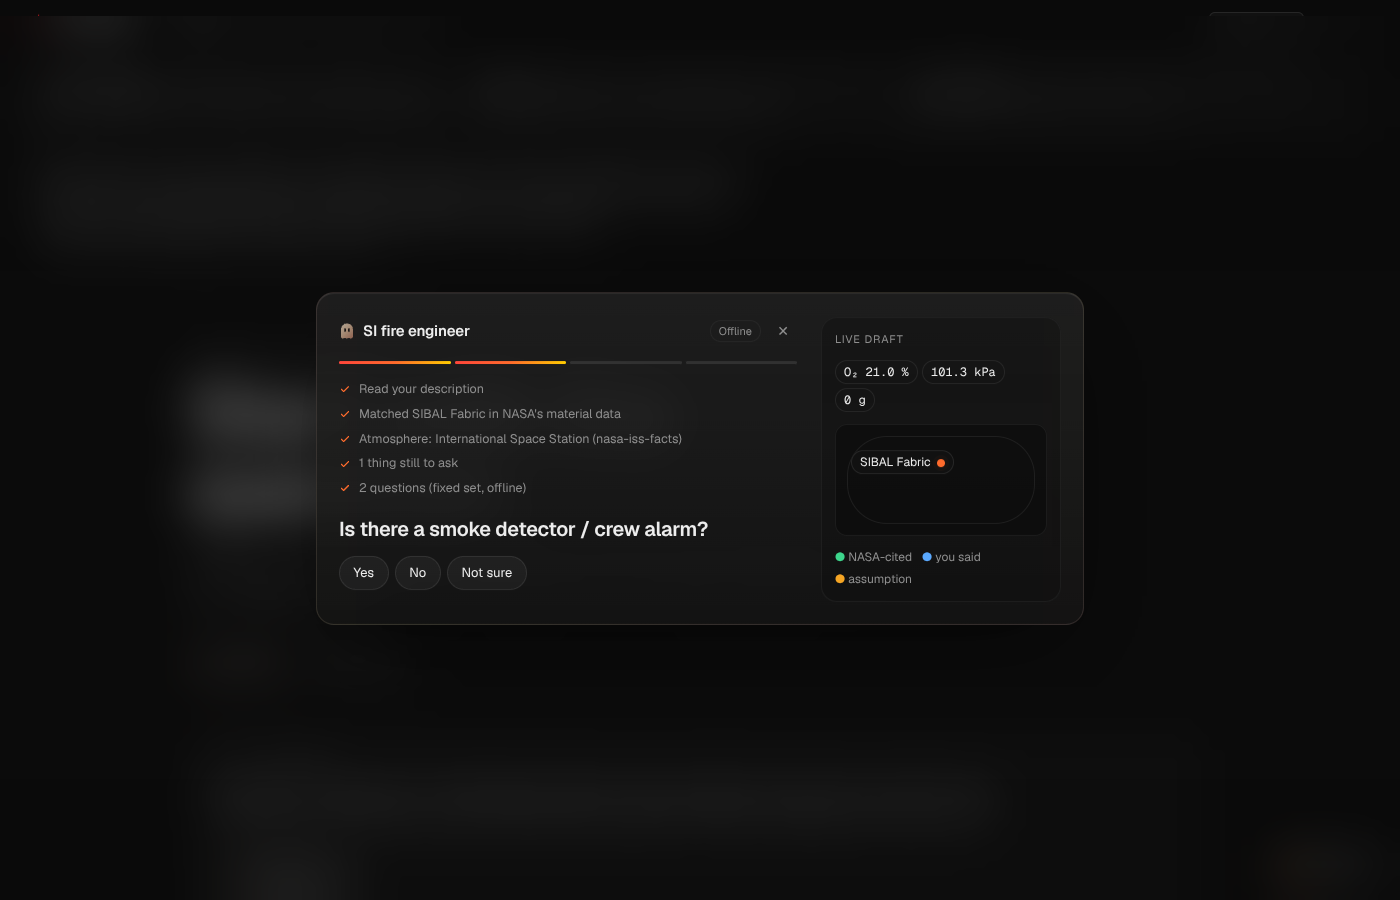 SI fire engineer
Offline
Read your description
Matched SIBAL Fabric in NASA's material data
Atmosphere: International Space Station (nasa-iss-facts)
1 thing still to ask
2 questions (fixed set, offline)
Is there a smoke detector / crew alarm?
Yes No Not sure
LIVE DRAFT
O₂ 21.0 % 101.3 kPa
0 g
SIBAL Fabric
NASA-cited you said
assumption